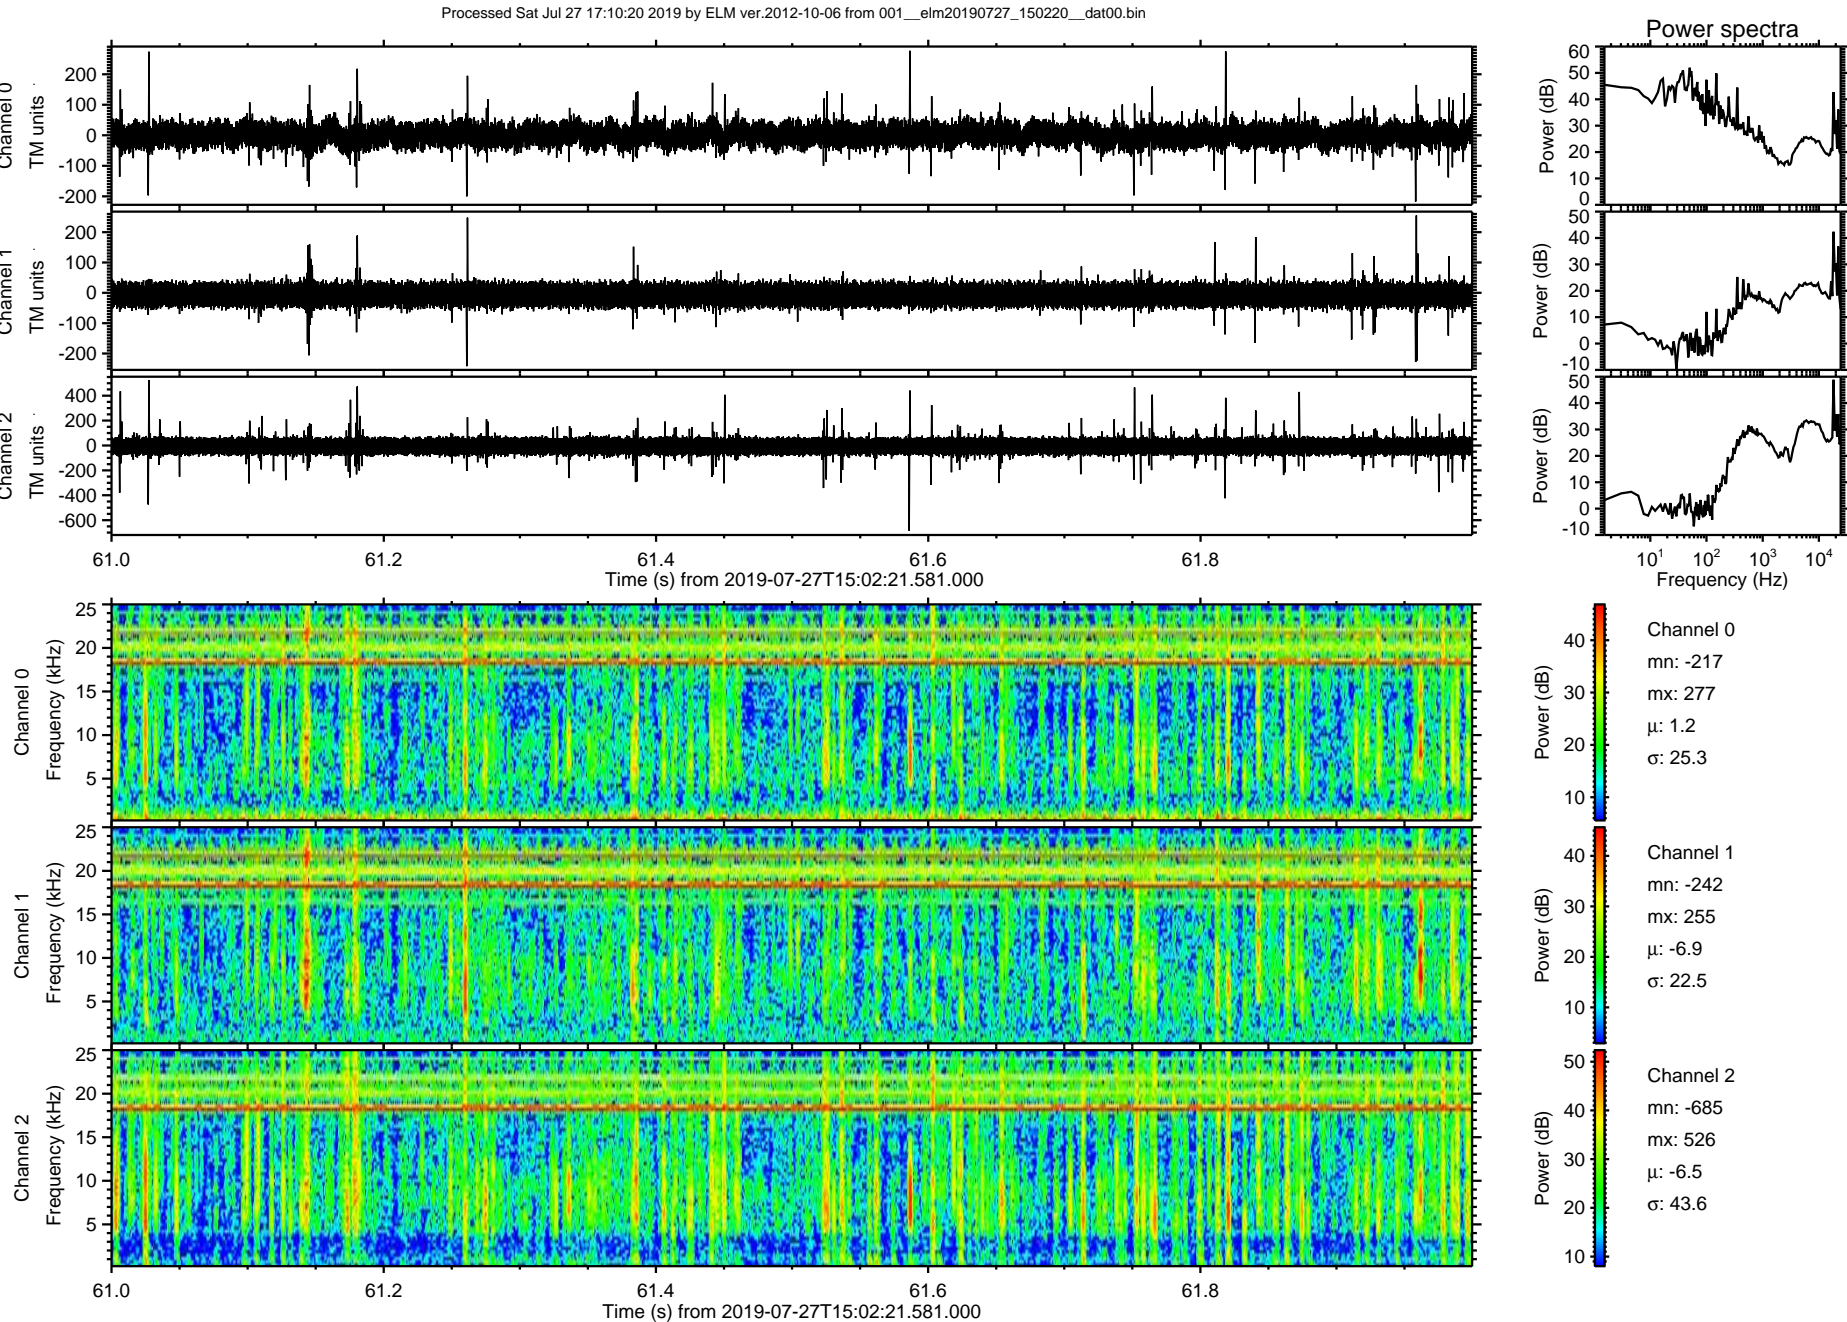 Processed Sat Jul 27 17:10:20 2019 by ELM ver.2012-10-06 from 001__elm20190727_150220__dat00.bin
Power spectra
Channel 0
TM units
200
100
0
-100
-200
Power (dB)
60
50
40
30
20
10
0
Channel 1
TM units
200
100
0
-100
-200
Power (dB)
50
40
30
20
10
0
-10
Channel 2
TM units
400
200
0
-200
-400
-600
Power (dB)
50
40
30
20
10
0
-10
61.0 61.2 61.4 61.6 61.8
Time (s) from 2019-07-27T15:02:21.581.000
10^1 10^2 10^3 10^4
Frequency (Hz)
Channel 0
Frequency (kHz)
25
20
15
10
5
Power (dB)
40
30
20
10
Channel 0
mn: -217
mx: 277
μ: 1.2
σ: 25.3
Channel 1
Frequency (kHz)
25
20
15
10
5
Power (dB)
40
30
20
10
Channel 1
mn: -242
mx: 255
μ: -6.9
σ: 22.5
Channel 2
Frequency (kHz)
25
20
15
10
5
Power (dB)
50
40
30
20
10
Channel 2
mn: -685
mx: 526
μ: -6.5
σ: 43.6
61.0 61.2 61.4 61.6 61.8
Time (s) from 2019-07-27T15:02:21.581.000